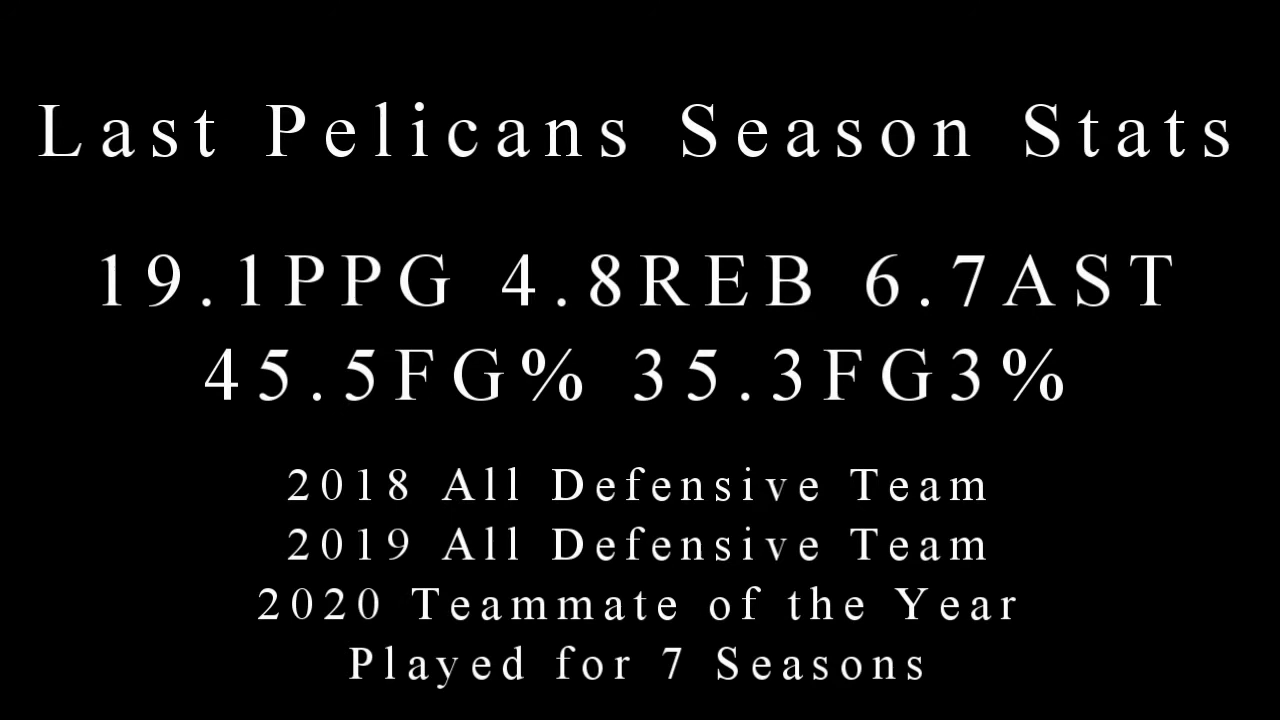 Last Pelicans Season Stats
19.1PPG 4.8REB 6.7AST
45.5FG% 35.3FG3%
2018 All Defensive Team
2019 All Defensive Team
2020 Teammate of the Year
Played for 7 Seasons